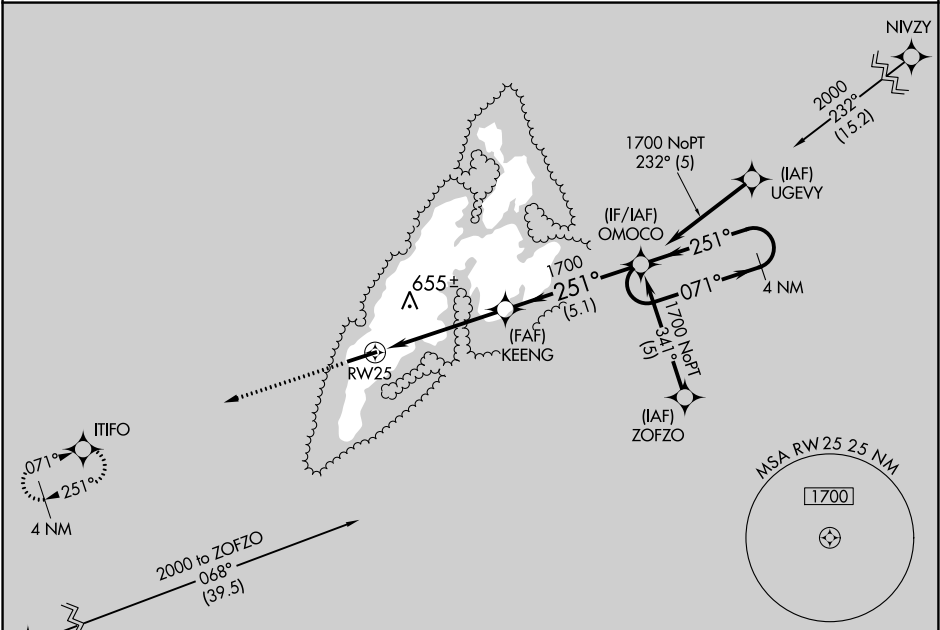 NIVZY
2000
232°
(15.2)
1700 NoPT
232° (5)
(IAF)
UGEVY
(IF/IAF)
OMOCO
251°
071°
4 NM
1700
251°
(5.1)
655±
(FAF)
KEENG
1700 NoPT
341°
(5)
RW25
(IAF)
ZOFZO
ITIFO
071°
251°
4 NM
MSA RW25 25 NM
1700
2000 to ZOFZO
068°
(39.5)